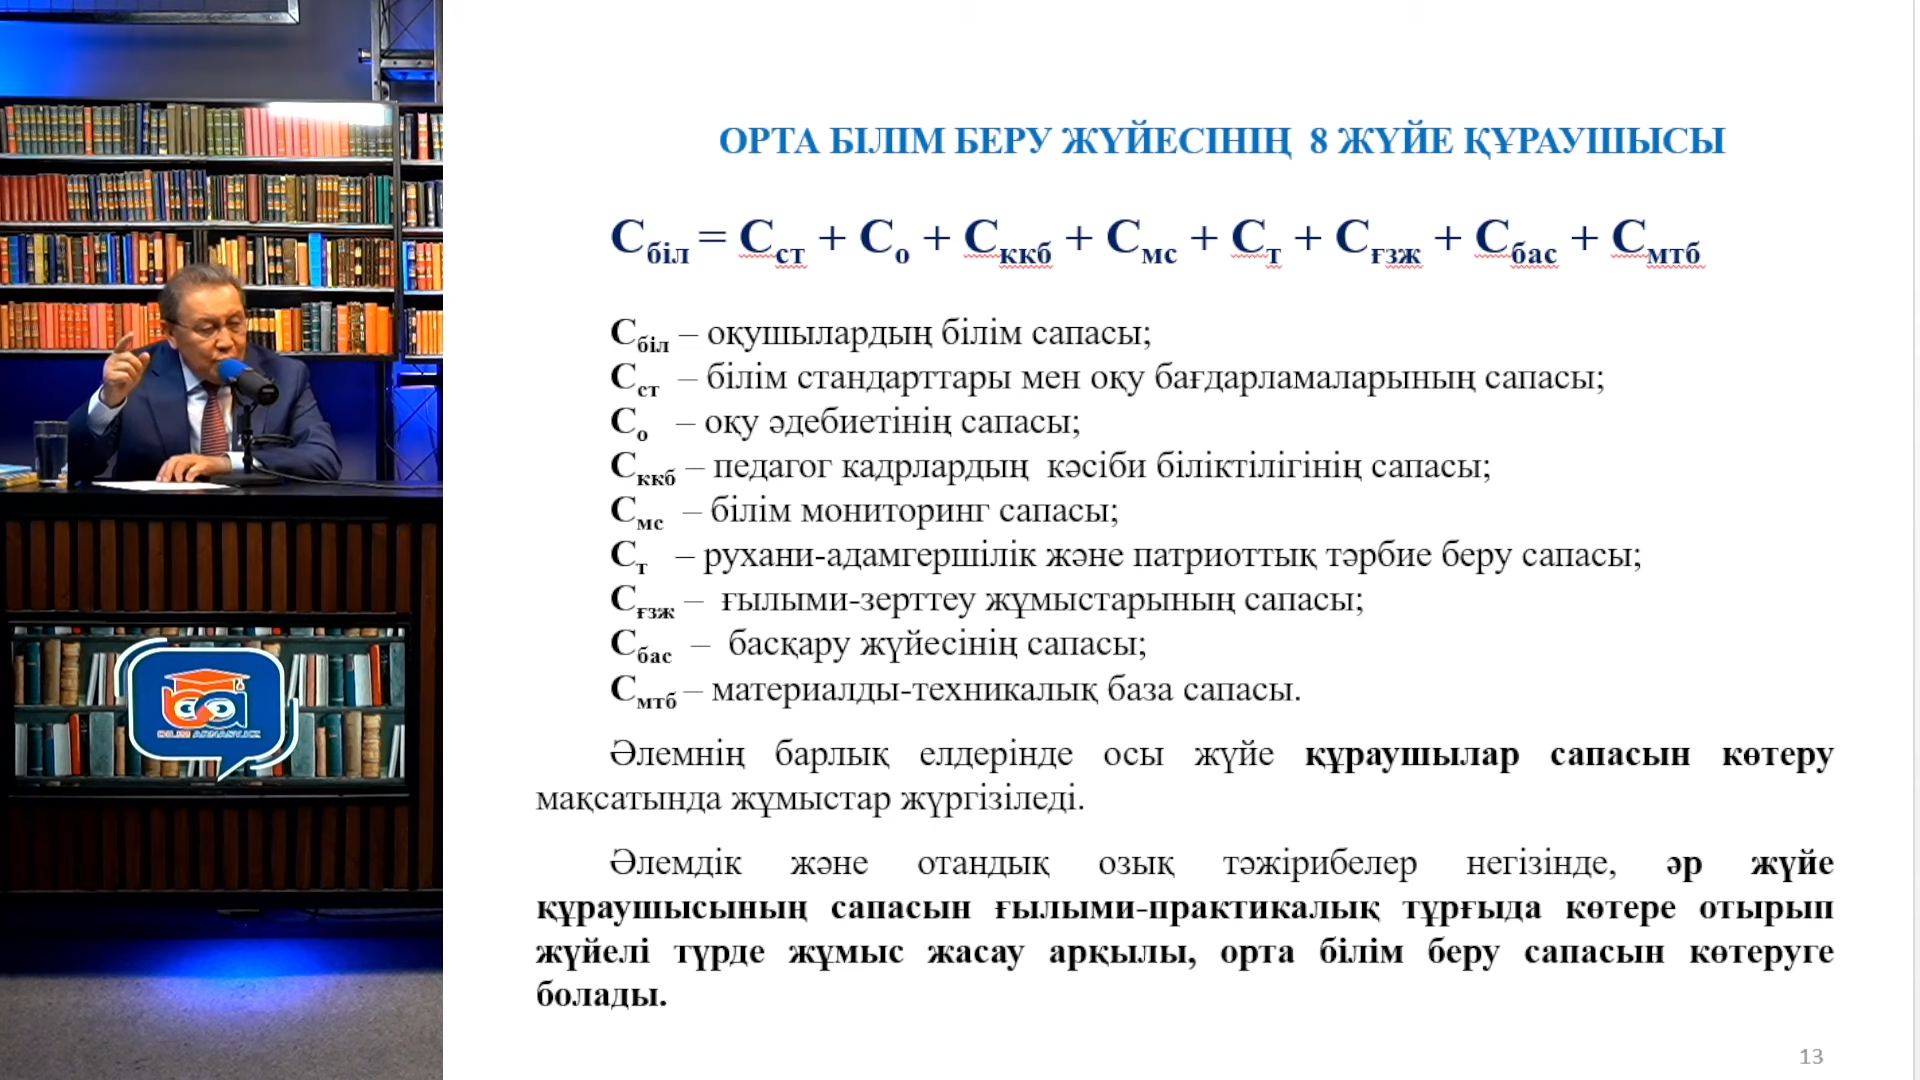 ОРТА БІЛІМ БЕРУ ЖҮЙЕСІНІҢ 8 ЖҮЙЕ ҚҰРАУШЫСЫ
Сбіл = Сст + Со + Сккб + Смс + Ст + Сғзж + Сбас + Смтб
Сбіл – оқушылардың білім сапасы;
Сст – білім стандарттары мен оқу бағдарламаларының сапасы;
Со – оқу әдебиетінің сапасы;
Сккб – педагог кадрлардың кәсіби біліктілігінің сапасы;
Смс – білім мониторинг сапасы;
Ст – рухани-адамгершілік және патриоттық тәрбие беру сапасы;
Сғзж – ғылыми-зерттеу жұмыстарының сапасы;
Сбас – басқару жүйесінің сапасы;
Смтб – материалды-техникалық база сапасы.
Әлемнің барлық елдерінде осы жүйе құраушылар сапасын көтеру
мақсатында жұмыстар жүргізіледі.
Әлемдік және отандық озық тәжірибелер негізінде, әр жүйе
құраушысының сапасын ғылыми-практикалық тұрғыда көтере отырып
жүйелі түрде жұмыс жасау арқылы, орта білім беру сапасын көтеруге
болады.
13
BILIM ARNASY.KZ